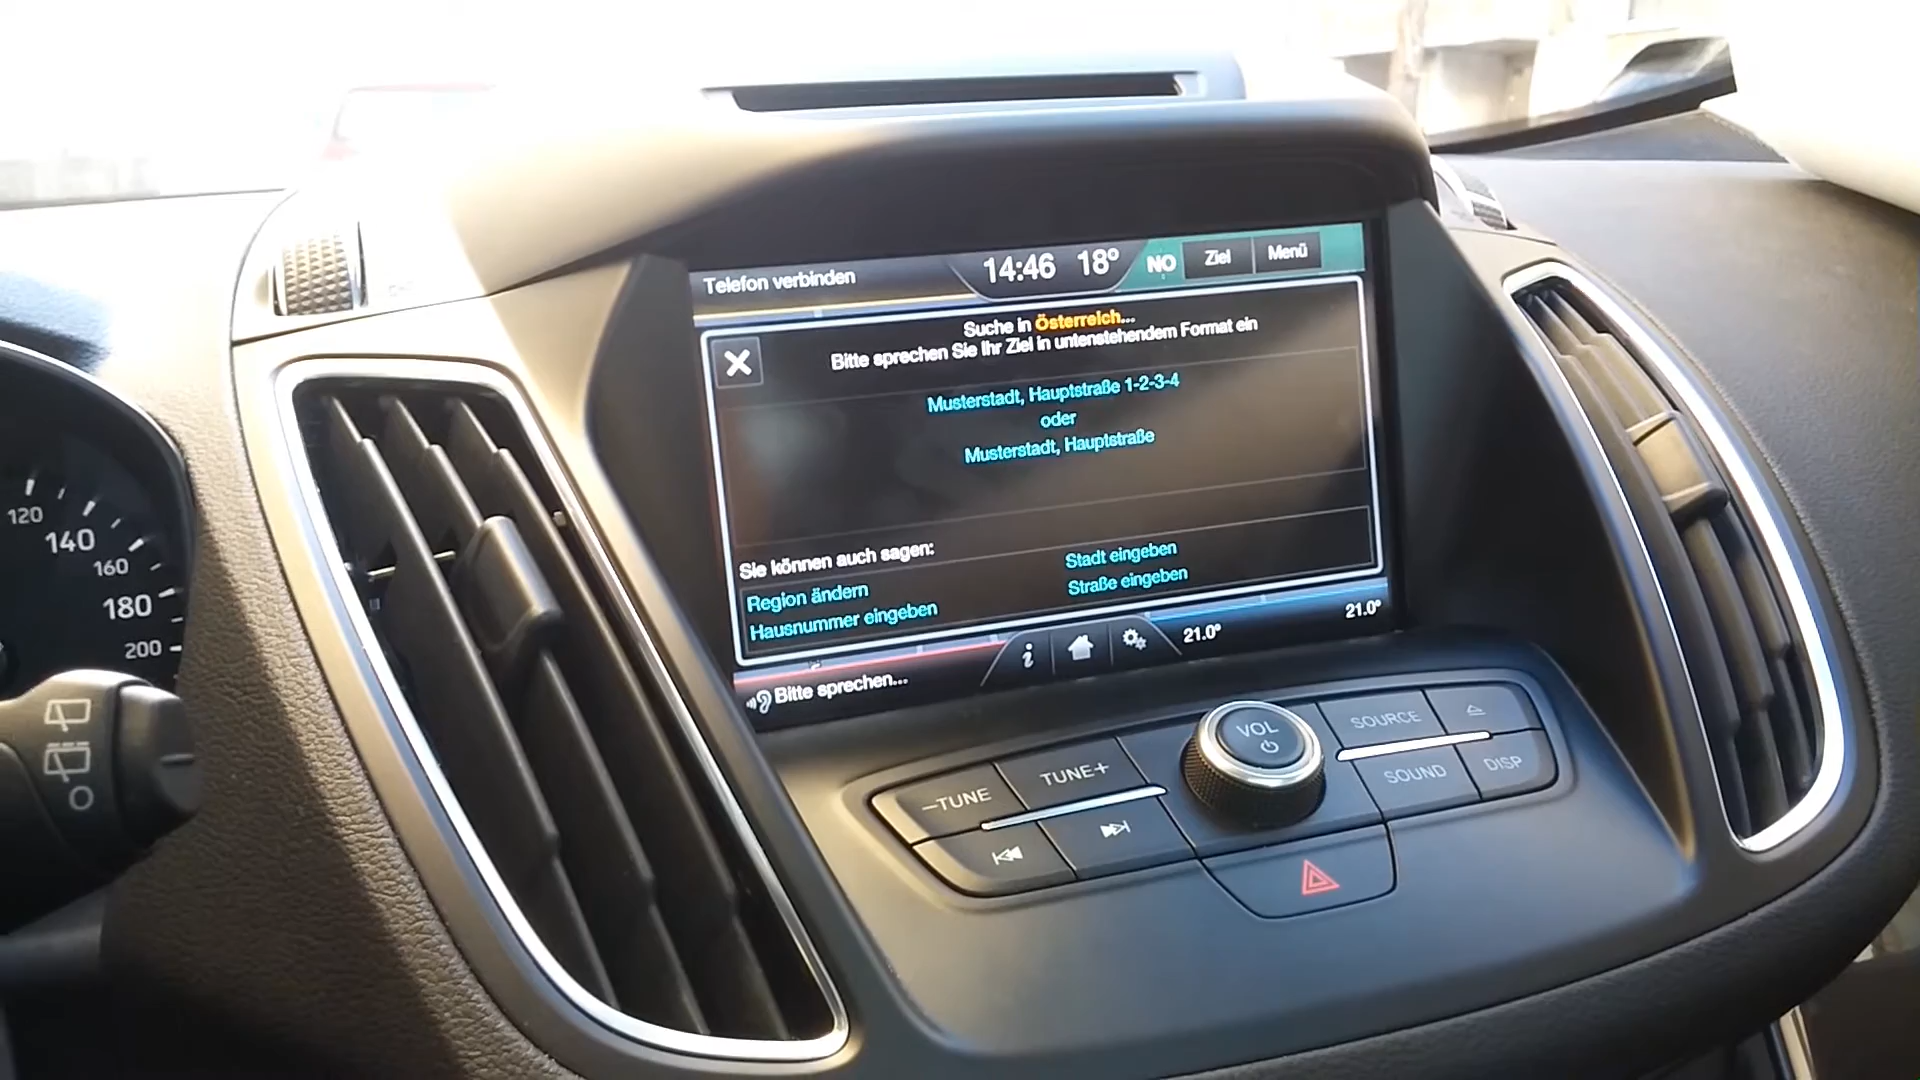 Telefon verbinden
14:46 18° NO Ziel Menü
Suche in Österreich...
Bitte sprechen Sie Ihr Ziel in untenstehendem Format ein
Musterstadt, Hauptstraße 1-2-3-4
oder
Musterstadt, Hauptstraße
Sie können auch sagen:
Region ändern
Stadt eingeben
Hausnummer eingeben
Straße eingeben
Bitte sprechen...
i
21.0°
21.0°
120
140
160
180
200
–TUNE
TUNE+
VOL
SOURCE
SOUND
DISP